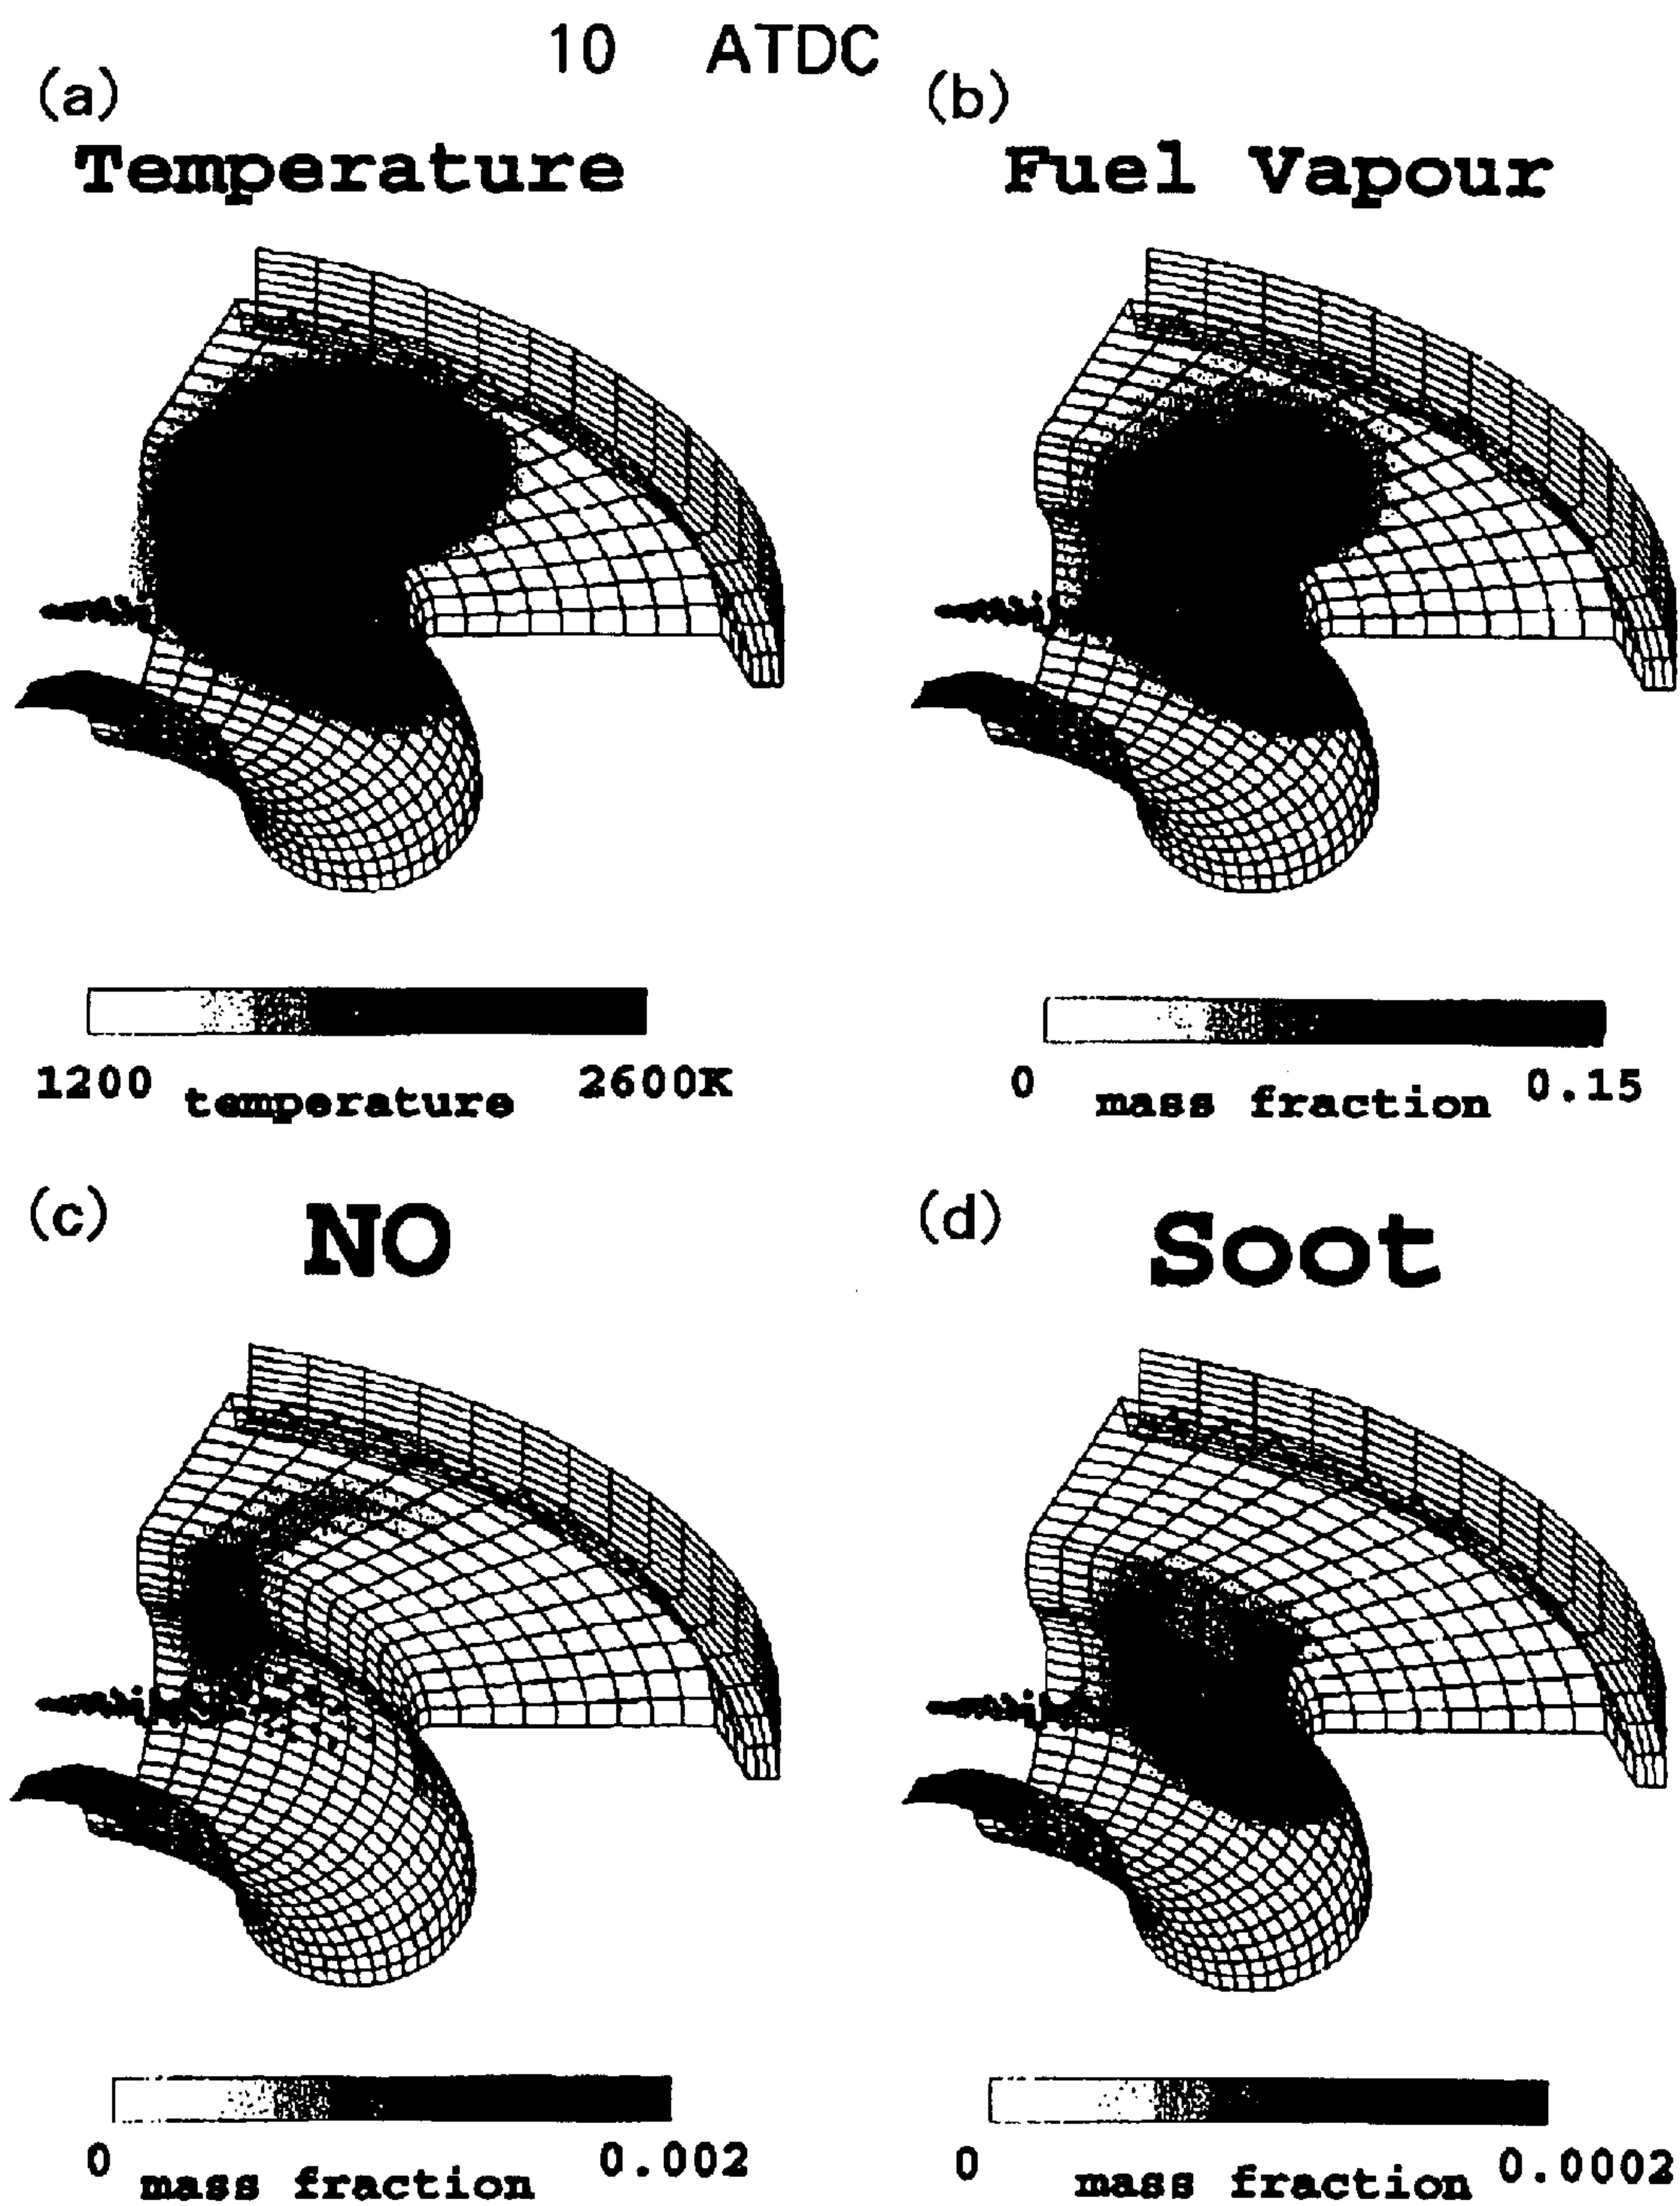 10 ATDC
(a)
(b)
Temperature
Fuel Vapour
1200 temperature 2600K
0 mass fraction 0.15
(c)
NO
(d)
Soot
0 mass fraction 0.002
0 mass fraction 0.0002